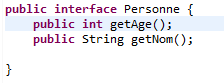 public interface Personne {
    public int getAge();
    public String getNom();

}